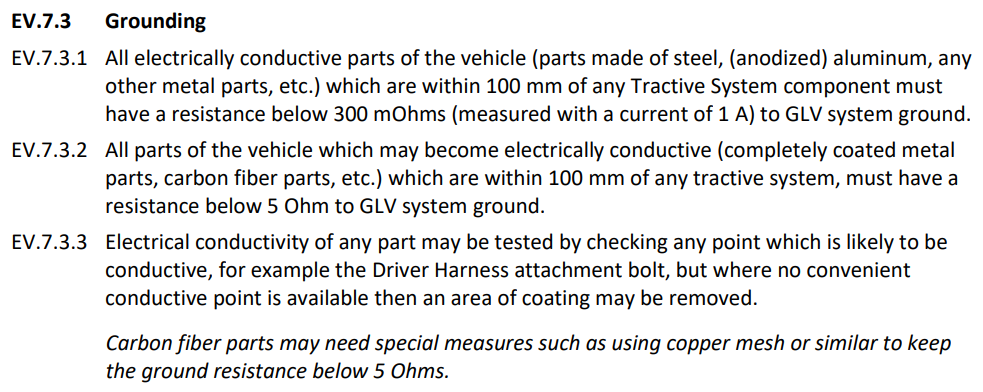 EV.7.3 Grounding
EV.7.3.1 All electrically conductive parts of the vehicle (parts made of steel, (anodized) aluminum, any
other metal parts, etc.) which are within 100 mm of any Tractive System component must
have a resistance below 300 mOhms (measured with a current of 1 A) to GLV system ground.
EV.7.3.2 All parts of the vehicle which may become electrically conductive (completely coated metal
parts, carbon fiber parts, etc.) which are within 100 mm of any tractive system, must have a
resistance below 5 Ohm to GLV system ground.
EV.7.3.3 Electrical conductivity of any part may be tested by checking any point which is likely to be
conductive, for example the Driver Harness attachment bolt, but where no convenient
conductive point is available then an area of coating may be removed.
Carbon fiber parts may need special measures such as using copper mesh or similar to keep
the ground resistance below 5 Ohms.